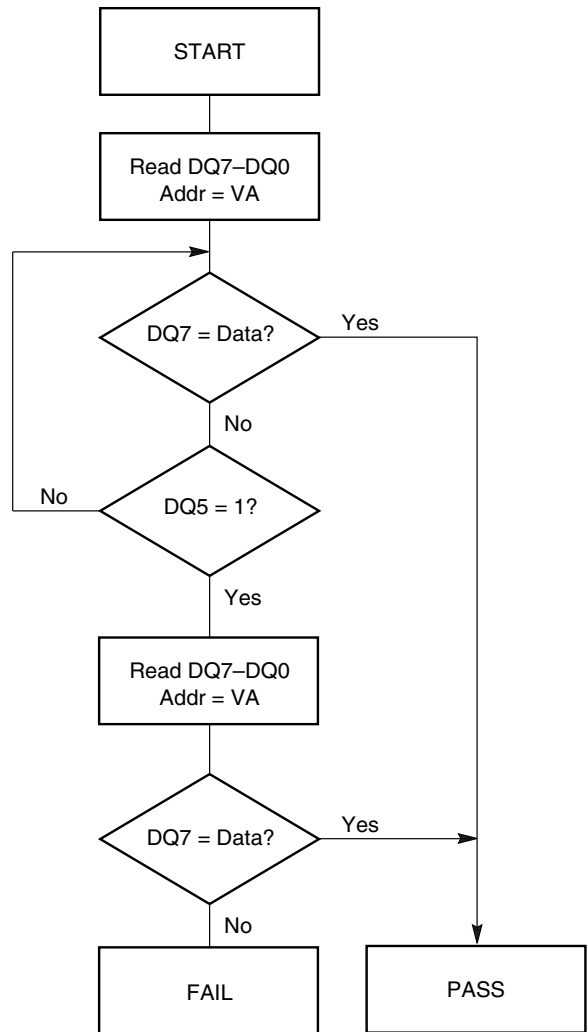 START
Read DQ7–DQ0
Addr = VA
DQ7 = Data?
Yes
No
No
DQ5 = 1?
Yes
Read DQ7–DQ0
Addr = VA
DQ7 = Data?
Yes
No
FAIL
PASS